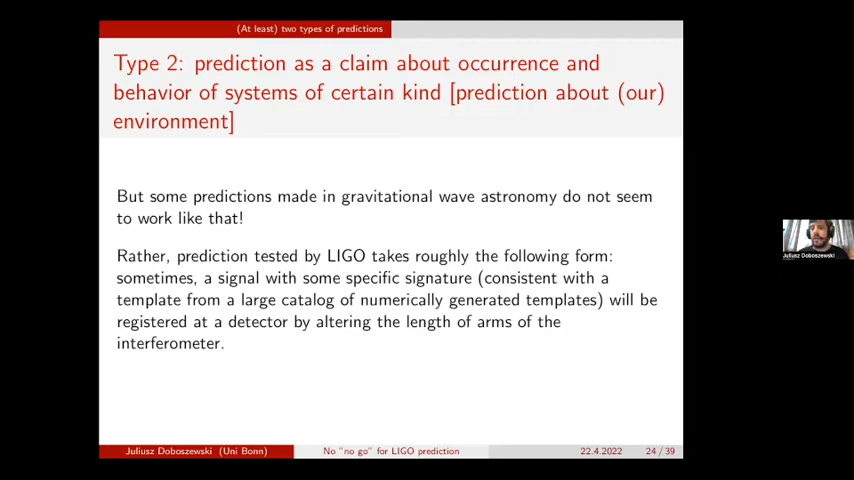 (At least) two types of predictions
Type 2: prediction as a claim about occurrence and
behavior of systems of certain kind [prediction about (our)
environment]
But some predictions made in gravitational wave astronomy do not seem
to work like that!
Rather, prediction tested by LIGO takes roughly the following form:
sometimes, a signal with some specific signature (consistent with a
template from a large catalog of numerically generated templates) will be
registered at a detector by altering the length of arms of the
interferometer.
Juliusz Doboszewski
Juliusz Doboszewski (Uni Bonn)
No "no go" for LIGO prediction
22.4.2022
24 / 39